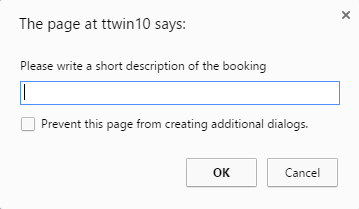 The page at ttwin10 says:
Please write a short description of the booking
Prevent this page from creating additional dialogs.
OK Cancel